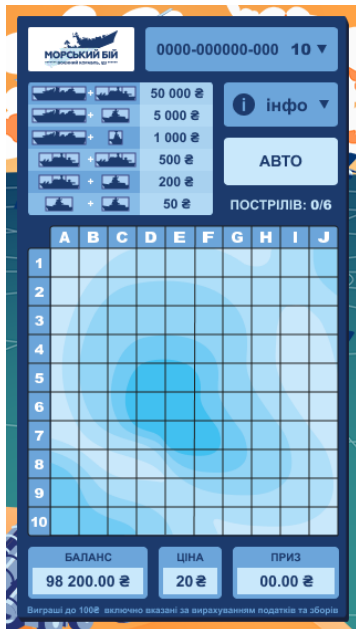 МОРСЬКИЙ БІЙ
0000-000000-000 10 ▼
+ 50 000 ₴
+ 5 000 ₴
+ 1 000 ₴
+ 500 ₴
+ 200 ₴
+ 50 ₴
i інфо ▼
АВТО
ПОСТРІЛІВ: 0/6
A B C D E F G H I J
1
2
3
4
5
6
7
8
9
10
БАЛАНС ЦІНА ПРИЗ
98 200.00 ₴ 20 ₴ 00.00 ₴
Виграші до 100₴ включно вказані за вирахуванням податків та зборів